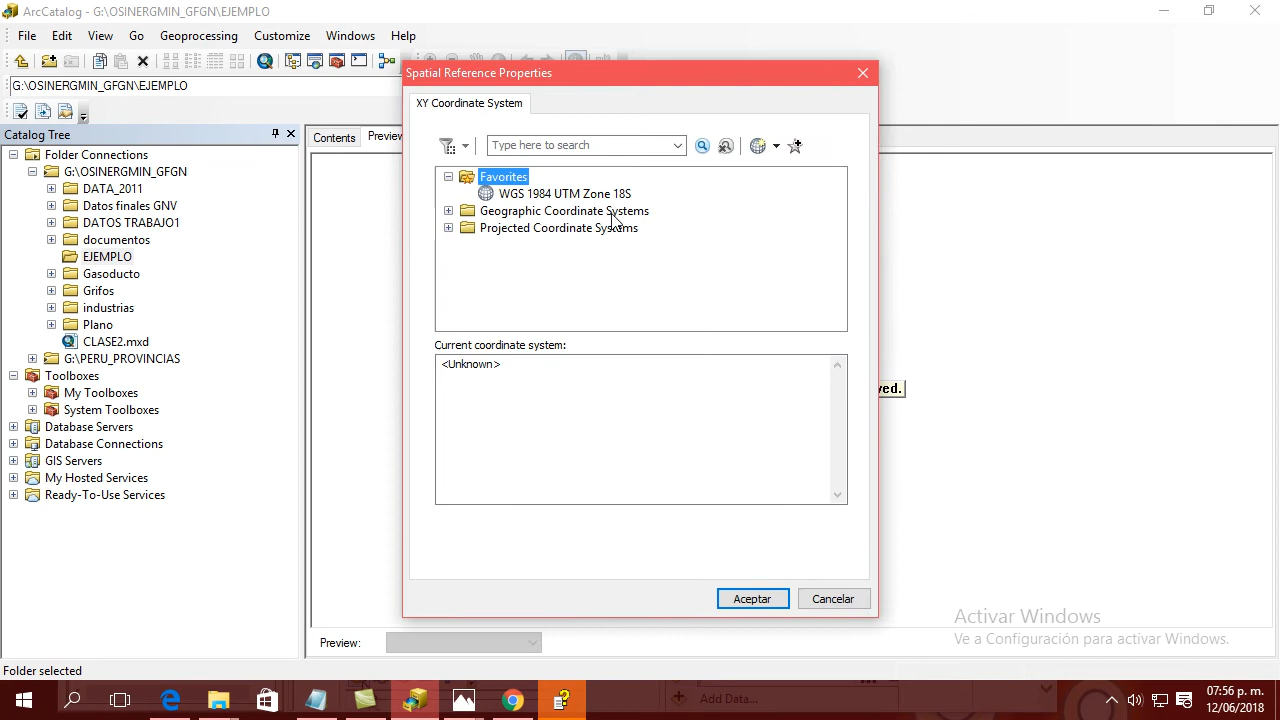 ArcCatalog - G:\OSINERGMIN_GFGN\EJEMPLO
File Edit View Go Geoprocessing Customize Windows Help
G:\OSINERGMIN_GFGN\EJEMPLO
Catalog Tree
Folder Connections
G:\OSINERGMIN_GFGN
DATA_2011
Datos finales GNV
DATOS TRABAJO1
documentos
EJEMPLO
Gasoducto
Grifos
industrias
Plano
CLASE2.mxd
G:\PERU_PROVINCIAS
Toolboxes
My Toolboxes
System Toolboxes
Database Servers
Database Connections
GIS Servers
My Hosted Services
Ready-To-Use Services
Contents Preview
Spatial Reference Properties
XY Coordinate System
Type here to search
Favorites
WGS 1984 UTM Zone 18S
Geographic Coordinate Systems
Projected Coordinate Systems
Current coordinate system:
<Unknown>
Aceptar Cancelar
Preview:
Activar Windows
Ve a Configuración para activar Windows.
Folder selected
Add Data...
07:56 p. m.
12/06/2018